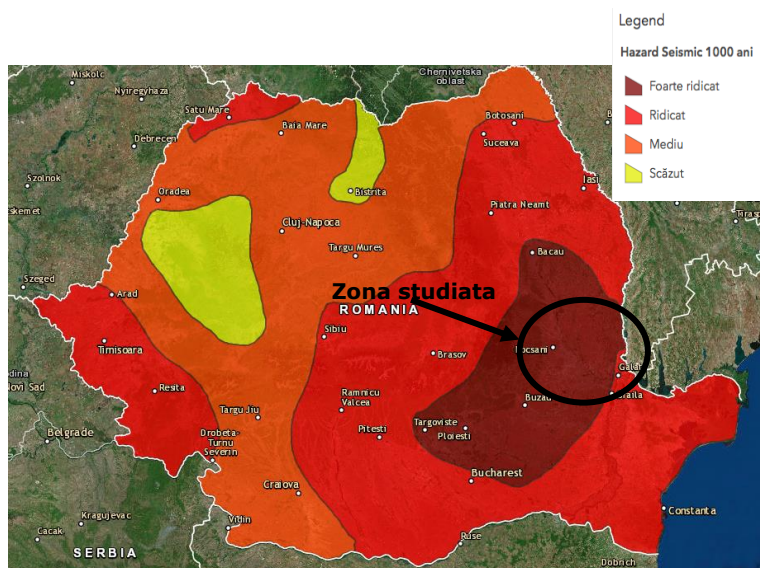 Legend
Hazard Seismic 1000 ani
Foarte ridicat
Ridicat
Mediu
Scăzut
Miskolc
Chernivetska
oblast
Nyiregyhaza
Satu Mare
Botosani
Baia Mare
Debrecen
Suceava
Szolnok
Iasi
Oradea
Bistrita
Piatra Neamt
Cluj-Napoca
Targu Mures
Bacau
Szeged
Arad
Zona studiata
ROMANIA
Sibiu
Timisoara
Brasov
Resita
Ramnicu
Valcea
Buzau
Targu Jiu
Targoviste
Ploiesti
Pitesti
Belgrade
Drobeta-
Turnu
Severin
Novi Sad
Bucharest
Craiova
Constanta
Kragujevac
Vidin
Cacak
Ruse
SERBIA
Dobrich